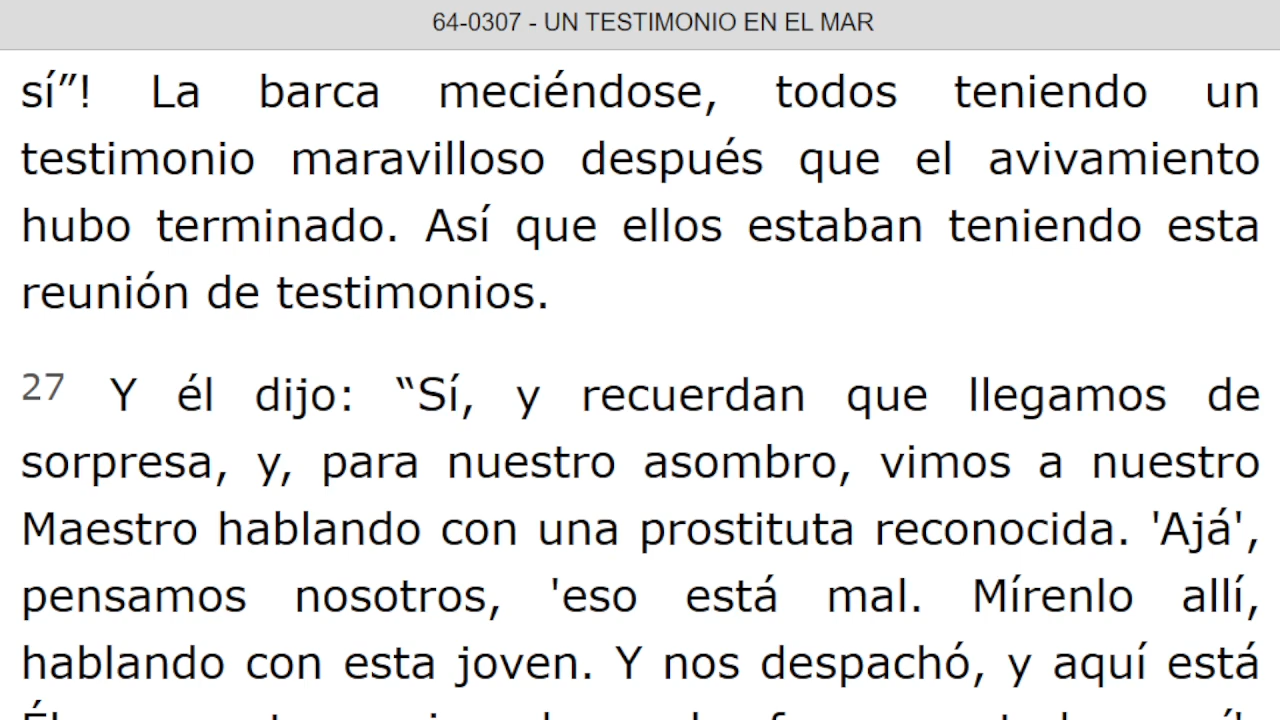 64-0307 - UN TESTIMONIO EN EL MAR
sí”! La barca meciéndose, todos teniendo un
testimonio maravilloso después que el avivamiento
hubo terminado. Así que ellos estaban teniendo esta
reunión de testimonios.
27 Y él dijo: “Sí, y recuerdan que llegamos de
sorpresa, y, para nuestro asombro, vimos a nuestro
Maestro hablando con una prostituta reconocida. 'Ajá',
pensamos nosotros, 'eso está mal. Mírenlo allí,
hablando con esta joven. Y nos despachó, y aquí está
Él